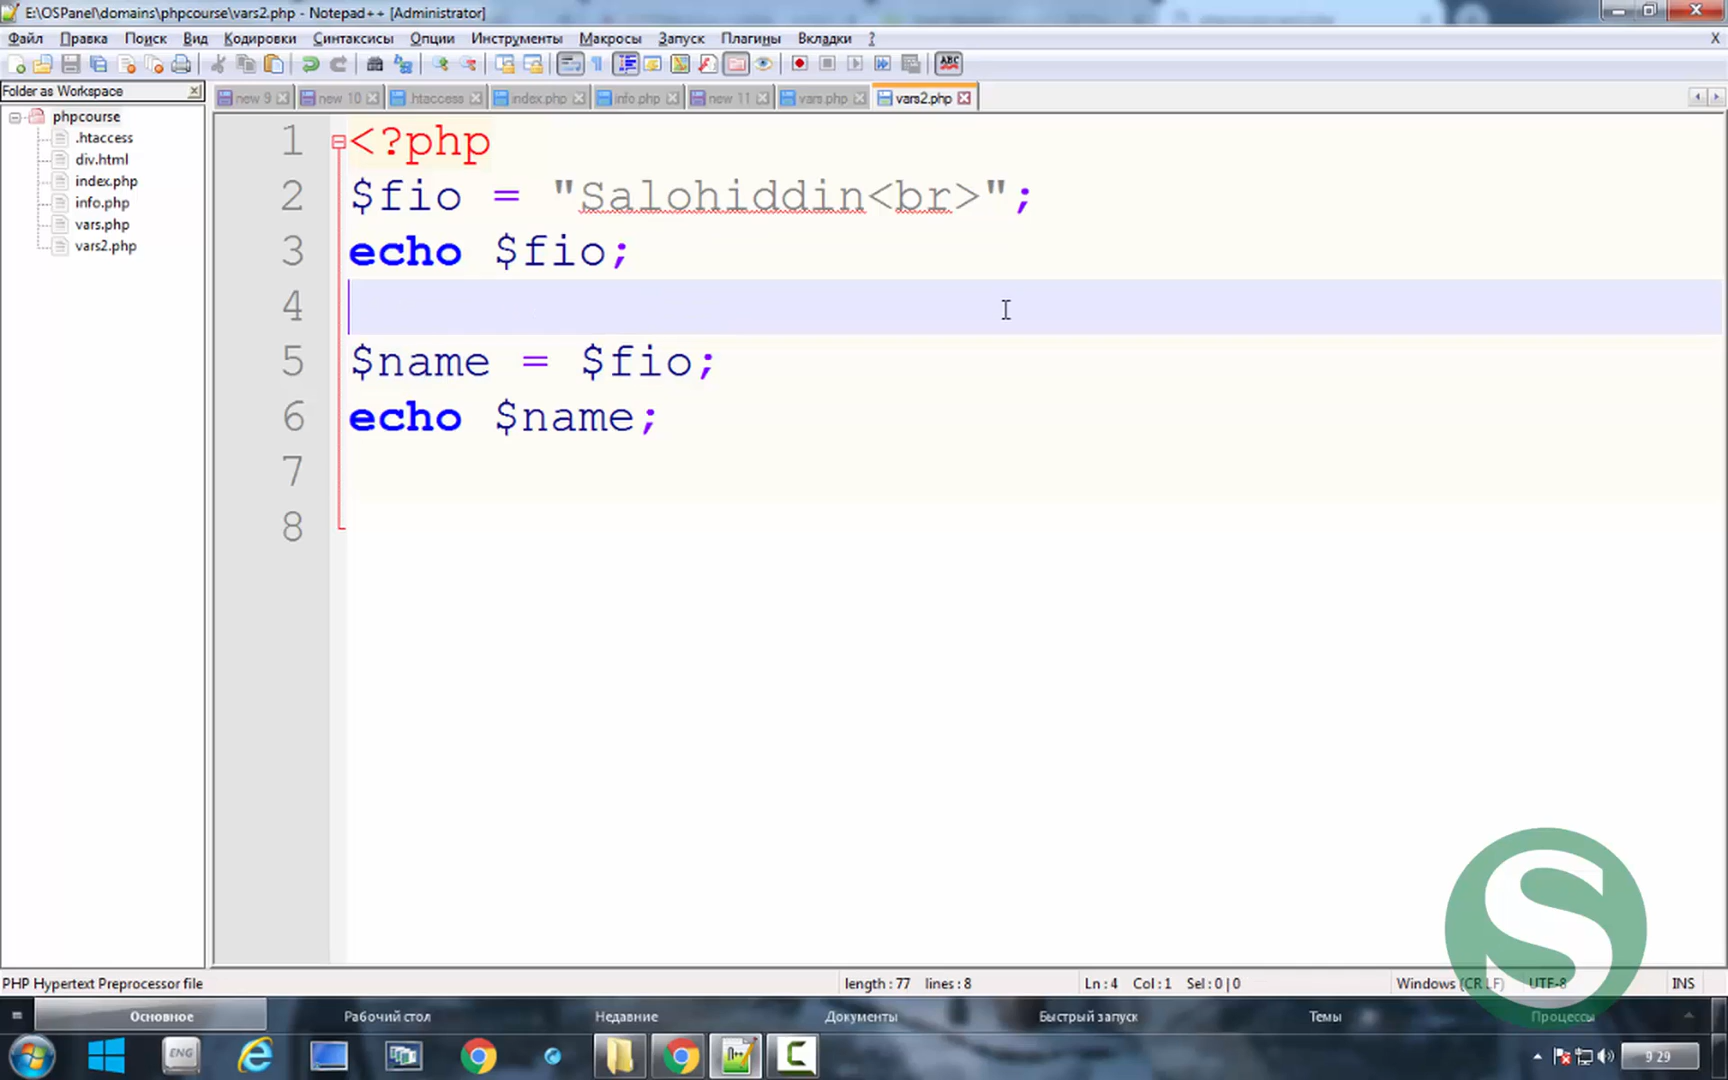 E:\OSPanel\domains\phpcourse\vars2.php - Notepad++ [Administrator]
Файл Правка Поиск Вид Кодировки Синтаксисы Опции Инструменты Макросы Запуск Плагины Вкладки ? X
ABC
Folder as Workspace
new 9 new 10 .htaccess index.php info.php new 11 vars.php vars2.php
phpcourse
.htaccess
div.html
index.php
info.php
vars.php
vars2.php
1 <?php
2 $fio = "Salohiddin<br>";
3 echo $fio;
4
5 $name = $fio;
6 echo $name;
7
8
S
PHP Hypertext Preprocessor file length : 77 lines : 8 Ln : 4 Col : 1 Sel : 0 | 0 Windows (CR LF) UTF-8 INS
Основное Рабочий стол Недавние Документы Быстрый запуск Темы Процессы
ENG 9 29